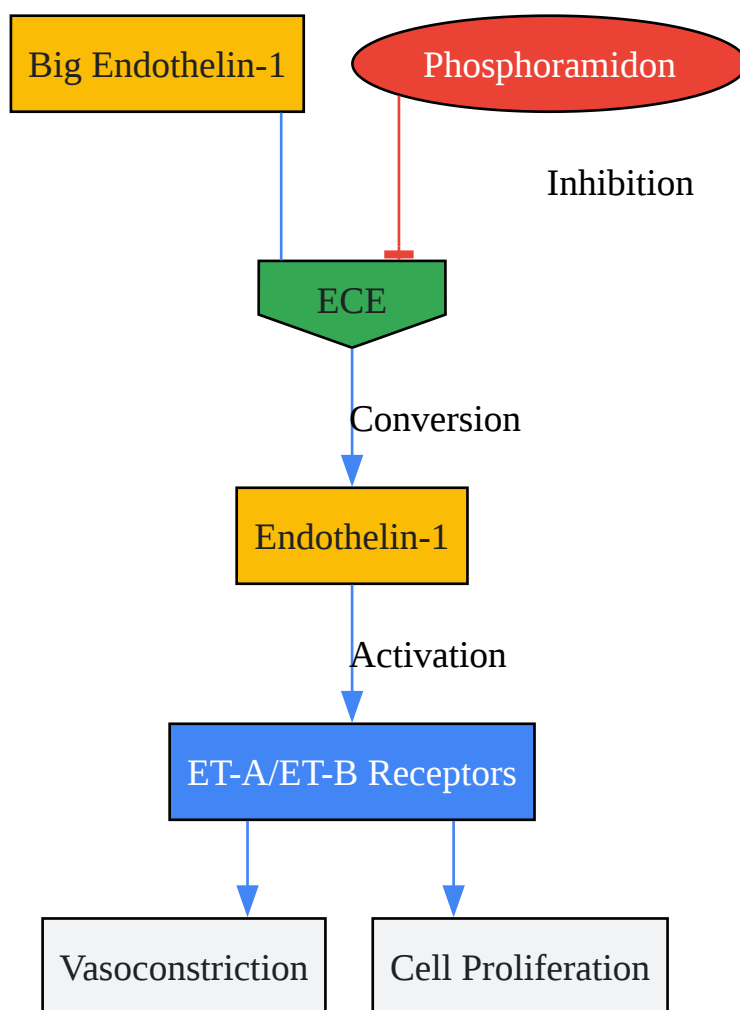 Big Endothelin-1
Phosphoramidon
Inhibition
ECE
Conversion
Endothelin-1
Activation
ET-A/ET-B Receptors
Vasoconstriction
Cell Proliferation